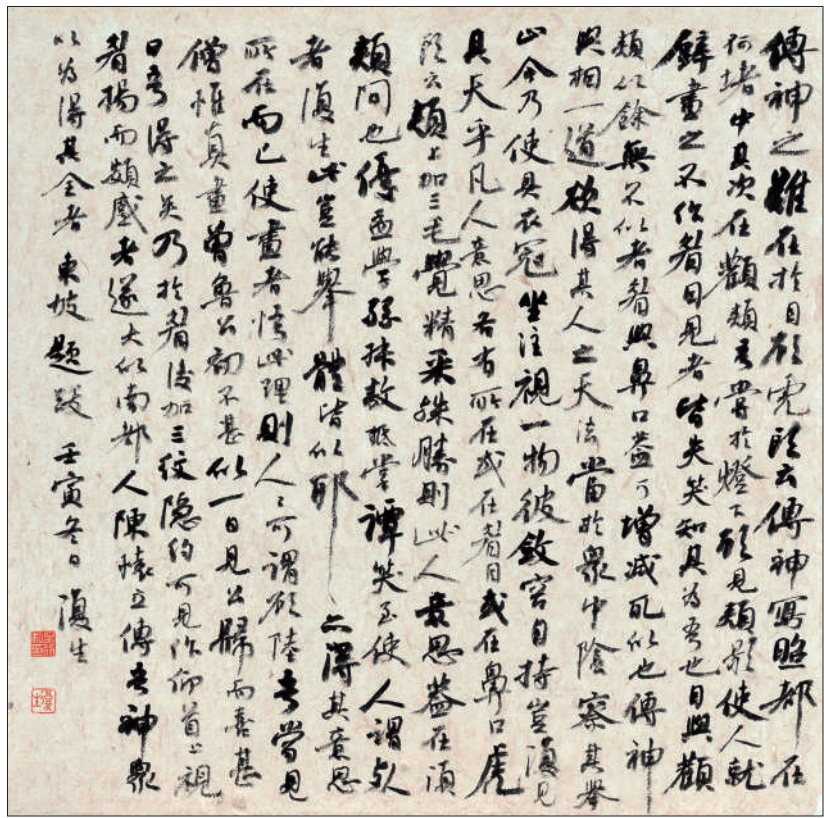 傳神之難在於目顧虎頭云傳神寫照都在
阿堵中其次在顴頰吾嘗於燈下顧見頰影使人就
壁畫之不作眉目見者皆失笑知其為吾也目與顴
頰似餘無不似者眉與鼻口蓋可增減取似也傳神
與相一道欲得其人之天法當於眾中陰察其舉
止今乃使具衣冠坐注視一物彼斂容自持豈復見
其天乎凡人意思各有所在或在眉目或在鼻口虎
頭云頰上加三毛覺精采殊勝則此人意思蓋在須
頰間也優孟學孫叔敖抵掌譚笑至使人謂死
者復生此豈能舉體皆似耶亦得其意思
所在而已使畫者悟此理則人々可謂顧陸吾嘗見
僧惟真畫曾魯公初不甚似一日見公歸而喜甚
曰吾得之矣乃於眉後加三紋隱約可見作仰首上視
眉揚而頞蹙者遂大似南都人陳懷立傳吾神眾
以為得其全者 東坡題跋 壬寅冬日 復生